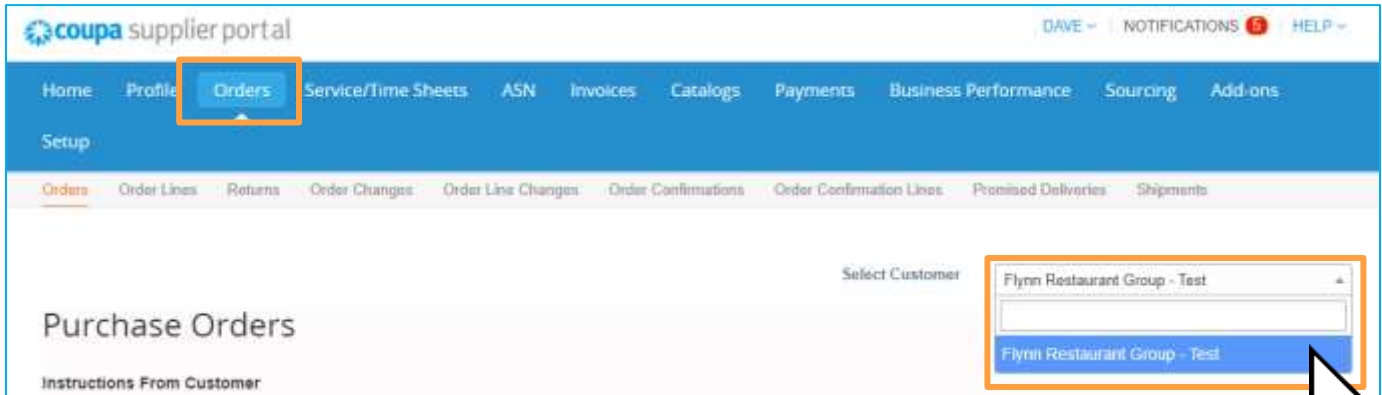 coupa supplier portal
DAVE NOTIFICATIONS 5 HELP
Home Profile Orders Service/Time Sheets ASN Invoices Catalogs Payments Business Performance Sourcing Add-ons
Setup
Orders Order Lines Returns Order Changes Order Line Changes Order Confirmations Order Confirmation Lines Promised Deliveries Shipments
Select Customer Flynn Restaurant Group - Test
Flynn Restaurant Group - Test
Purchase Orders
Instructions From Customer